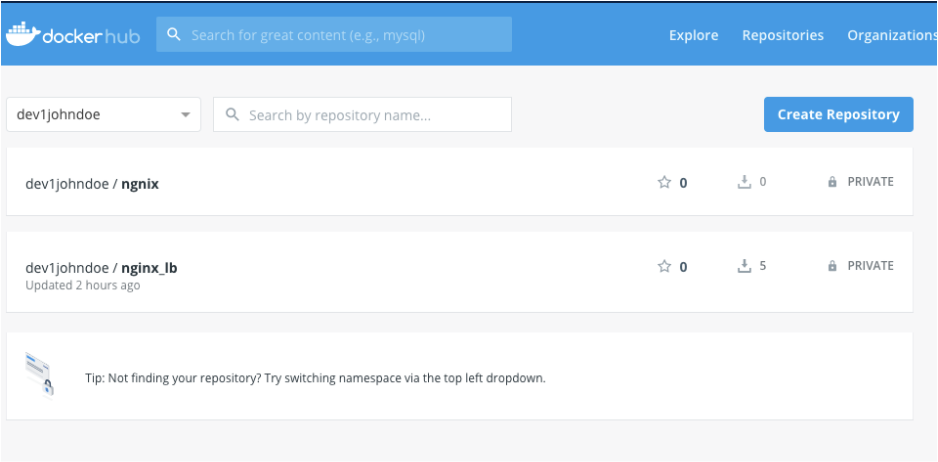 dockerhub Search for great content (e.g., mysql) Explore Repositories Organizations
dev1johndoe Search by repository name... Create Repository
dev1johndoe / ngnix 0 0 PRIVATE
dev1johndoe / nginx_lb 0 5 PRIVATE
Updated 2 hours ago
Tip: Not finding your repository? Try switching namespace via the top left dropdown.